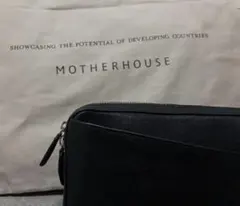 SHOWCASING THE POTENTIAL OF DEVELOPING COUNTRIES
MOTHERHOUSE